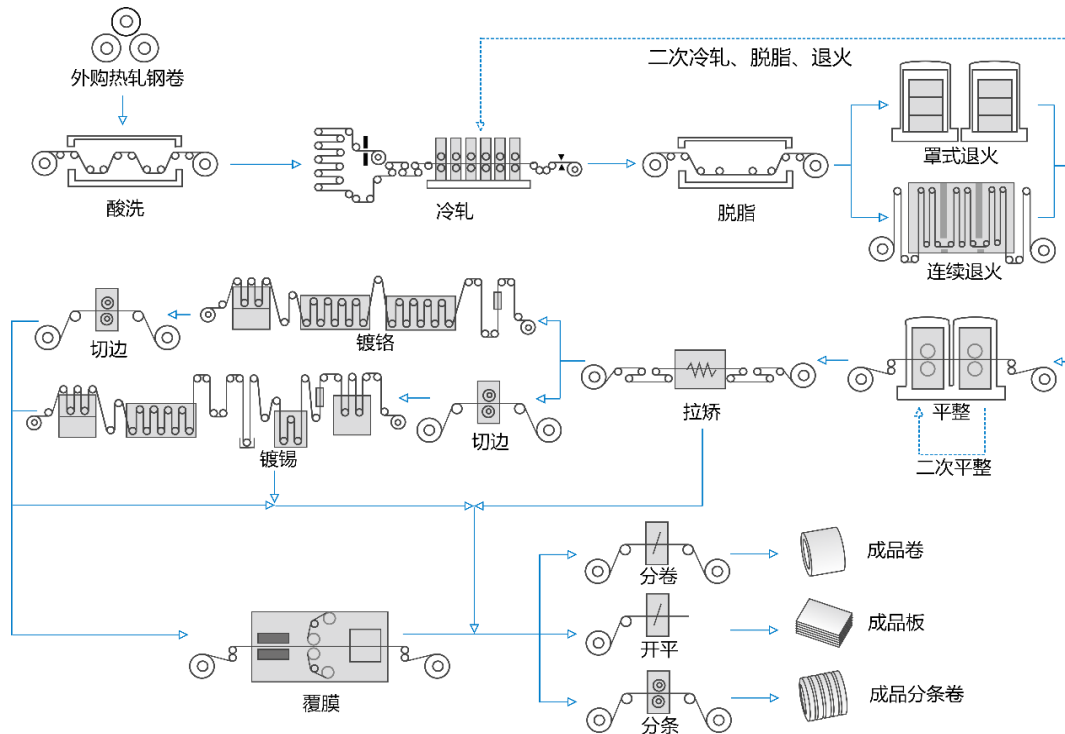 外购热轧钢卷
二次冷轧、脱脂、退火
酸洗
冷轧
脱脂
罩式退火
连续退火
切边
镀铬
拉矫
平整
二次平整
镀锡
切边
分卷
成品卷
开平
成品板
覆膜
分条
成品分条卷